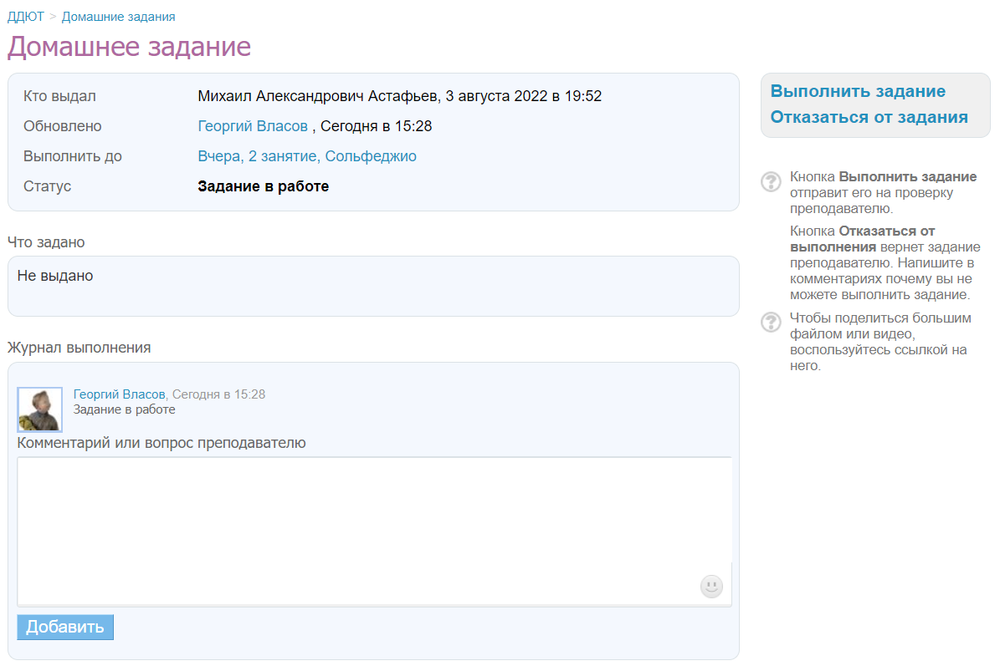 ДДЮТ > Домашние задания
Домашнее задание
Кто выдал Михаил Александрович Астафьев, 3 августа 2022 в 19:52
Обновлено Георгий Власов , Сегодня в 15:28
Выполнить до Вчера, 2 занятие, Сольфеджио
Статус Задание в работе
Что задано
Не выдано
Журнал выполнения
Георгий Власов, Сегодня в 15:28
Задание в работе
Комментарий или вопрос преподавателю
Добавить
Выполнить задание
Отказаться от задания
Кнопка Выполнить задание
отправит его на проверку
преподавателю.
Кнопка Отказаться от
выполнения вернет задание
преподавателю. Напишите в
комментариях почему вы не
можете выполнить задание.
Чтобы поделиться большим
файлом или видео,
воспользуйтесь ссылкой на
него.